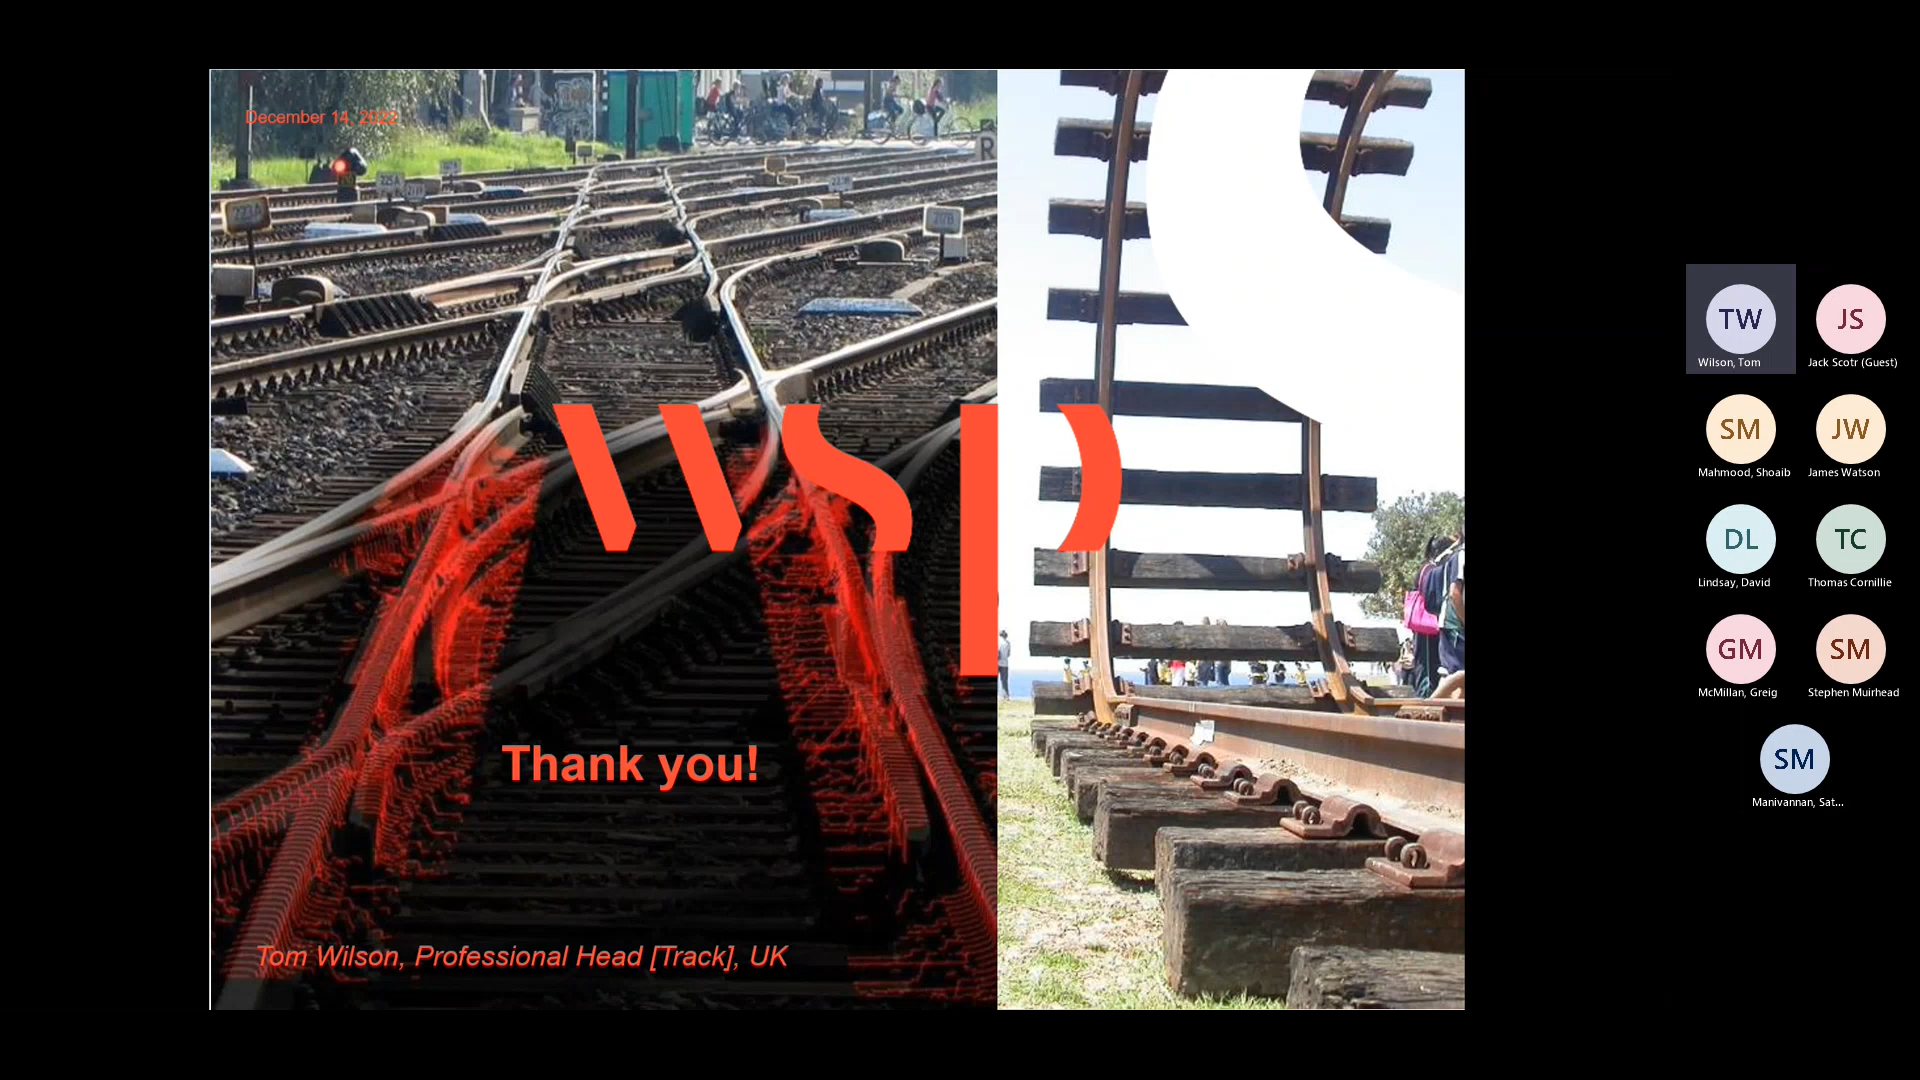 December 14, 2022
wsp
Thank you!
Tom Wilson, Professional Head [Track], UK
TW
Wilson, Tom
JS
Jack Scotr (Guest)
SM
Mahmood, Shoaib
JW
James Watson
DL
Lindsay, David
TC
Thomas Cornillie
GM
McMillan, Greig
SM
Stephen Muirhead
SM
Manivannan, Sat...
R